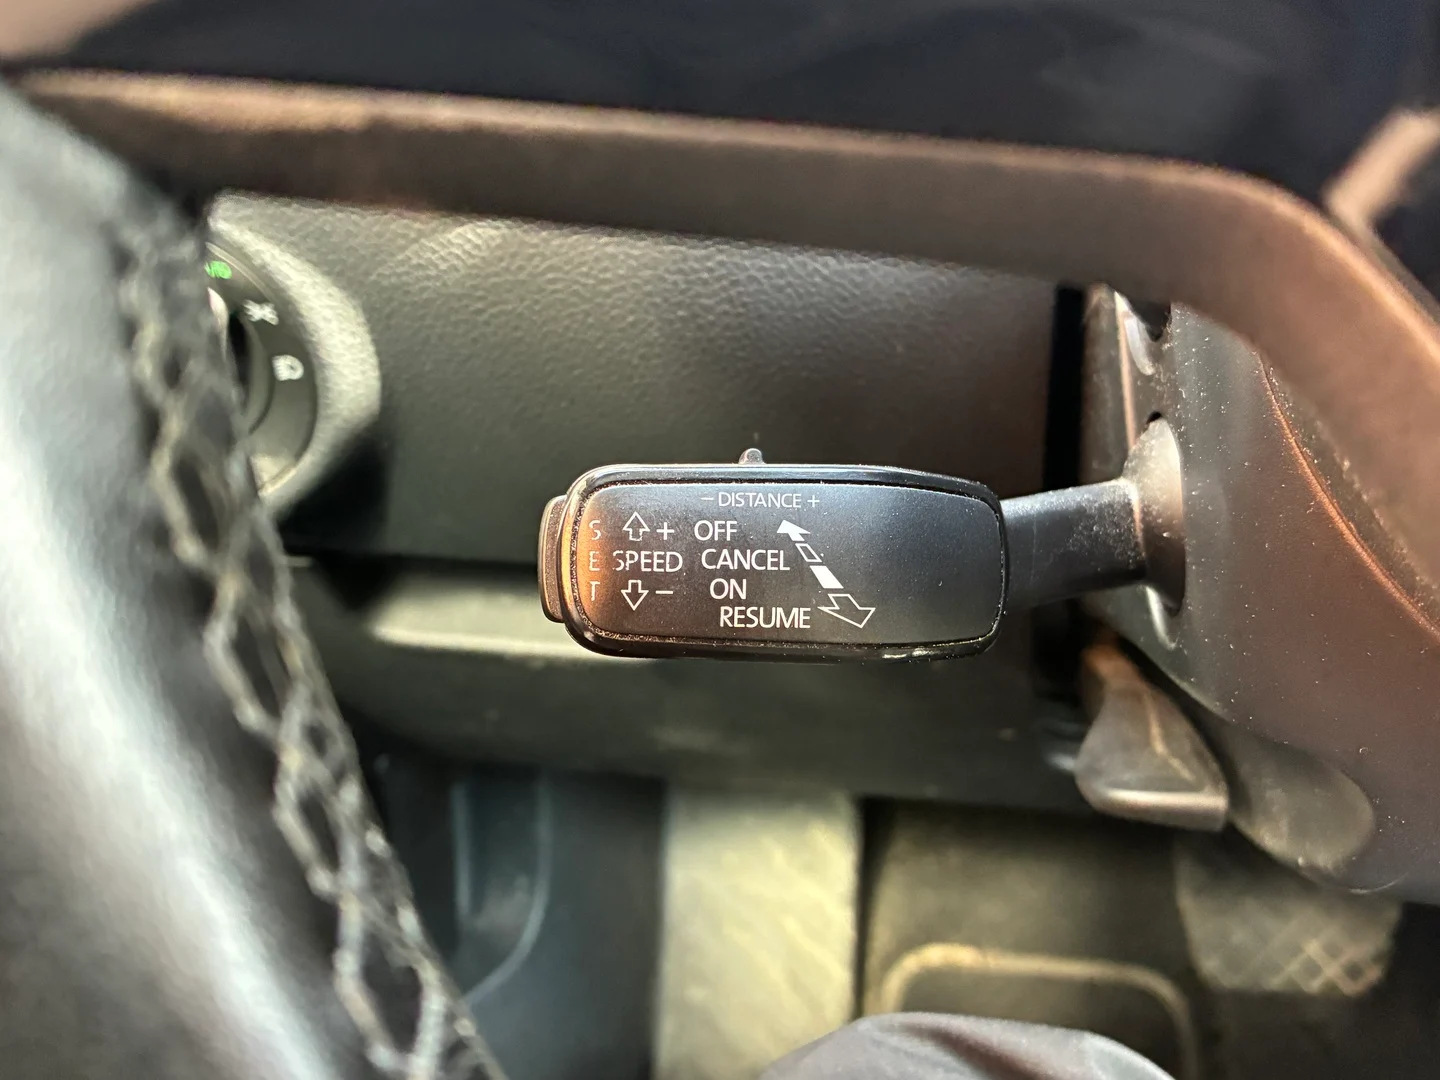 - DISTANCE +
S + OFF
E SPEED CANCEL
T - ON
RESUME